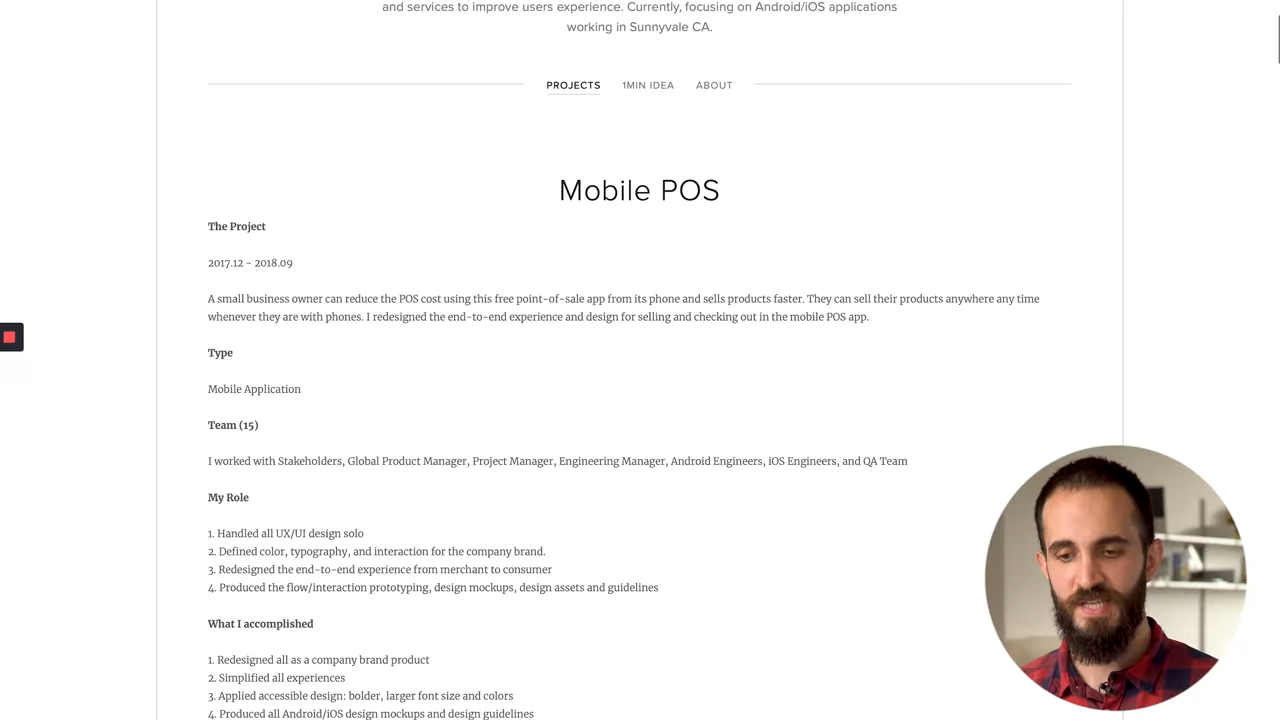 and services to improve users experience. Currently, focusing on Android/iOS applications
working in Sunnyvale CA.
PROJECTS 1MIN IDEA ABOUT
Mobile POS
The Project
2017.12 - 2018.09
A small business owner can reduce the POS cost using this free point-of-sale app from its phone and sells products faster. They can sell their products anywhere any time
whenever they are with phones. I redesigned the end-to-end experience and design for selling and checking out in the mobile POS app.
Type
Mobile Application
Team (15)
I worked with Stakeholders, Global Product Manager, Project Manager, Engineering Manager, Android Engineers, iOS Engineers, and QA Team
My Role
1. Handled all UX/UI design solo
2. Defined color, typography, and interaction for the company brand.
3. Redesigned the end-to-end experience from merchant to consumer
4. Produced the flow/interaction prototyping, design mockups, design assets and guidelines
What I accomplished
1. Redesigned all as a company brand product
2. Simplified all experiences
3. Applied accessible design: bolder, larger font size and colors
4. Produced all Android/iOS design mockups and design guidelines